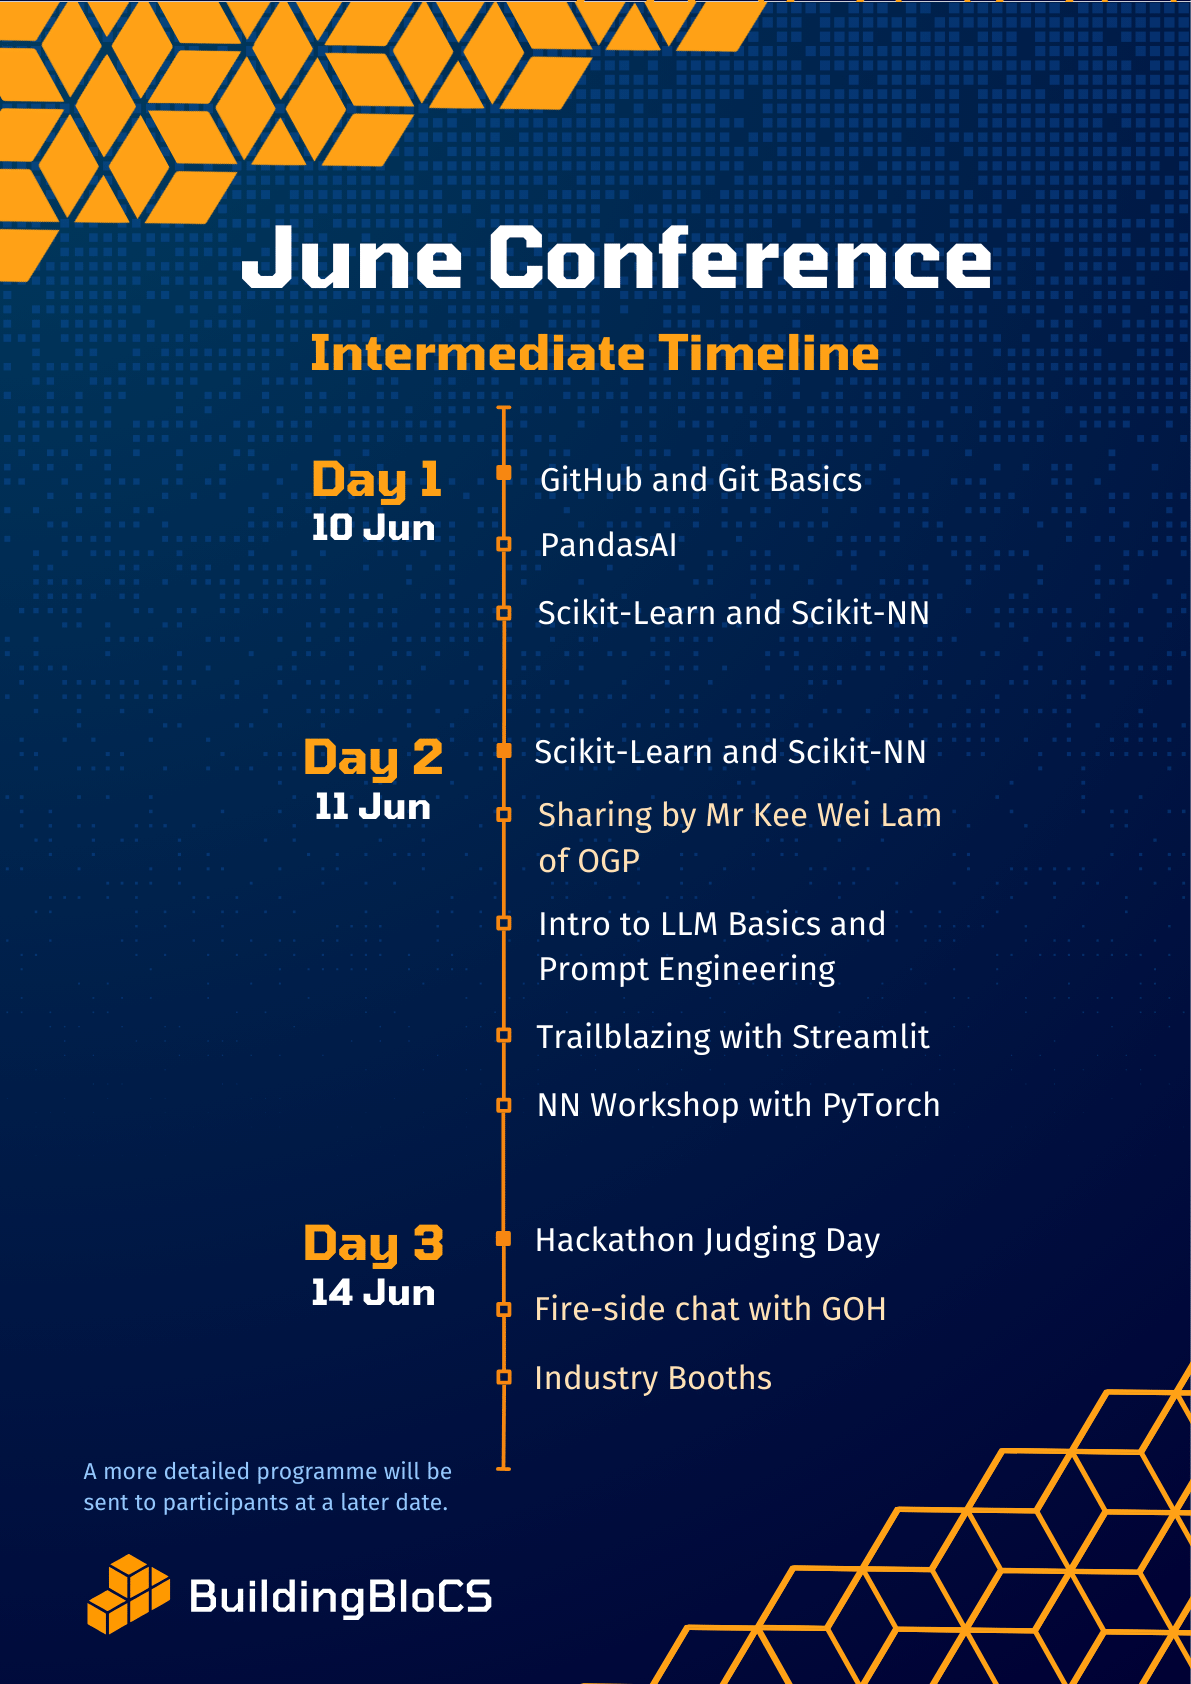 June Conference
Intermediate Timeline
Day 1
10 Jun
GitHub and Git Basics
PandasAI
Scikit-Learn and Scikit-NN
Day 2
11 Jun
Scikit-Learn and Scikit-NN
Sharing by Mr Kee Wei Lam
of OGP
Intro to LLM Basics and
Prompt Engineering
Trailblazing with Streamlit
NN Workshop with PyTorch
Day 3
14 Jun
Hackathon Judging Day
Fire-side chat with GOH
Industry Booths
A more detailed programme will be
sent to participants at a later date.
BuildingBloCS